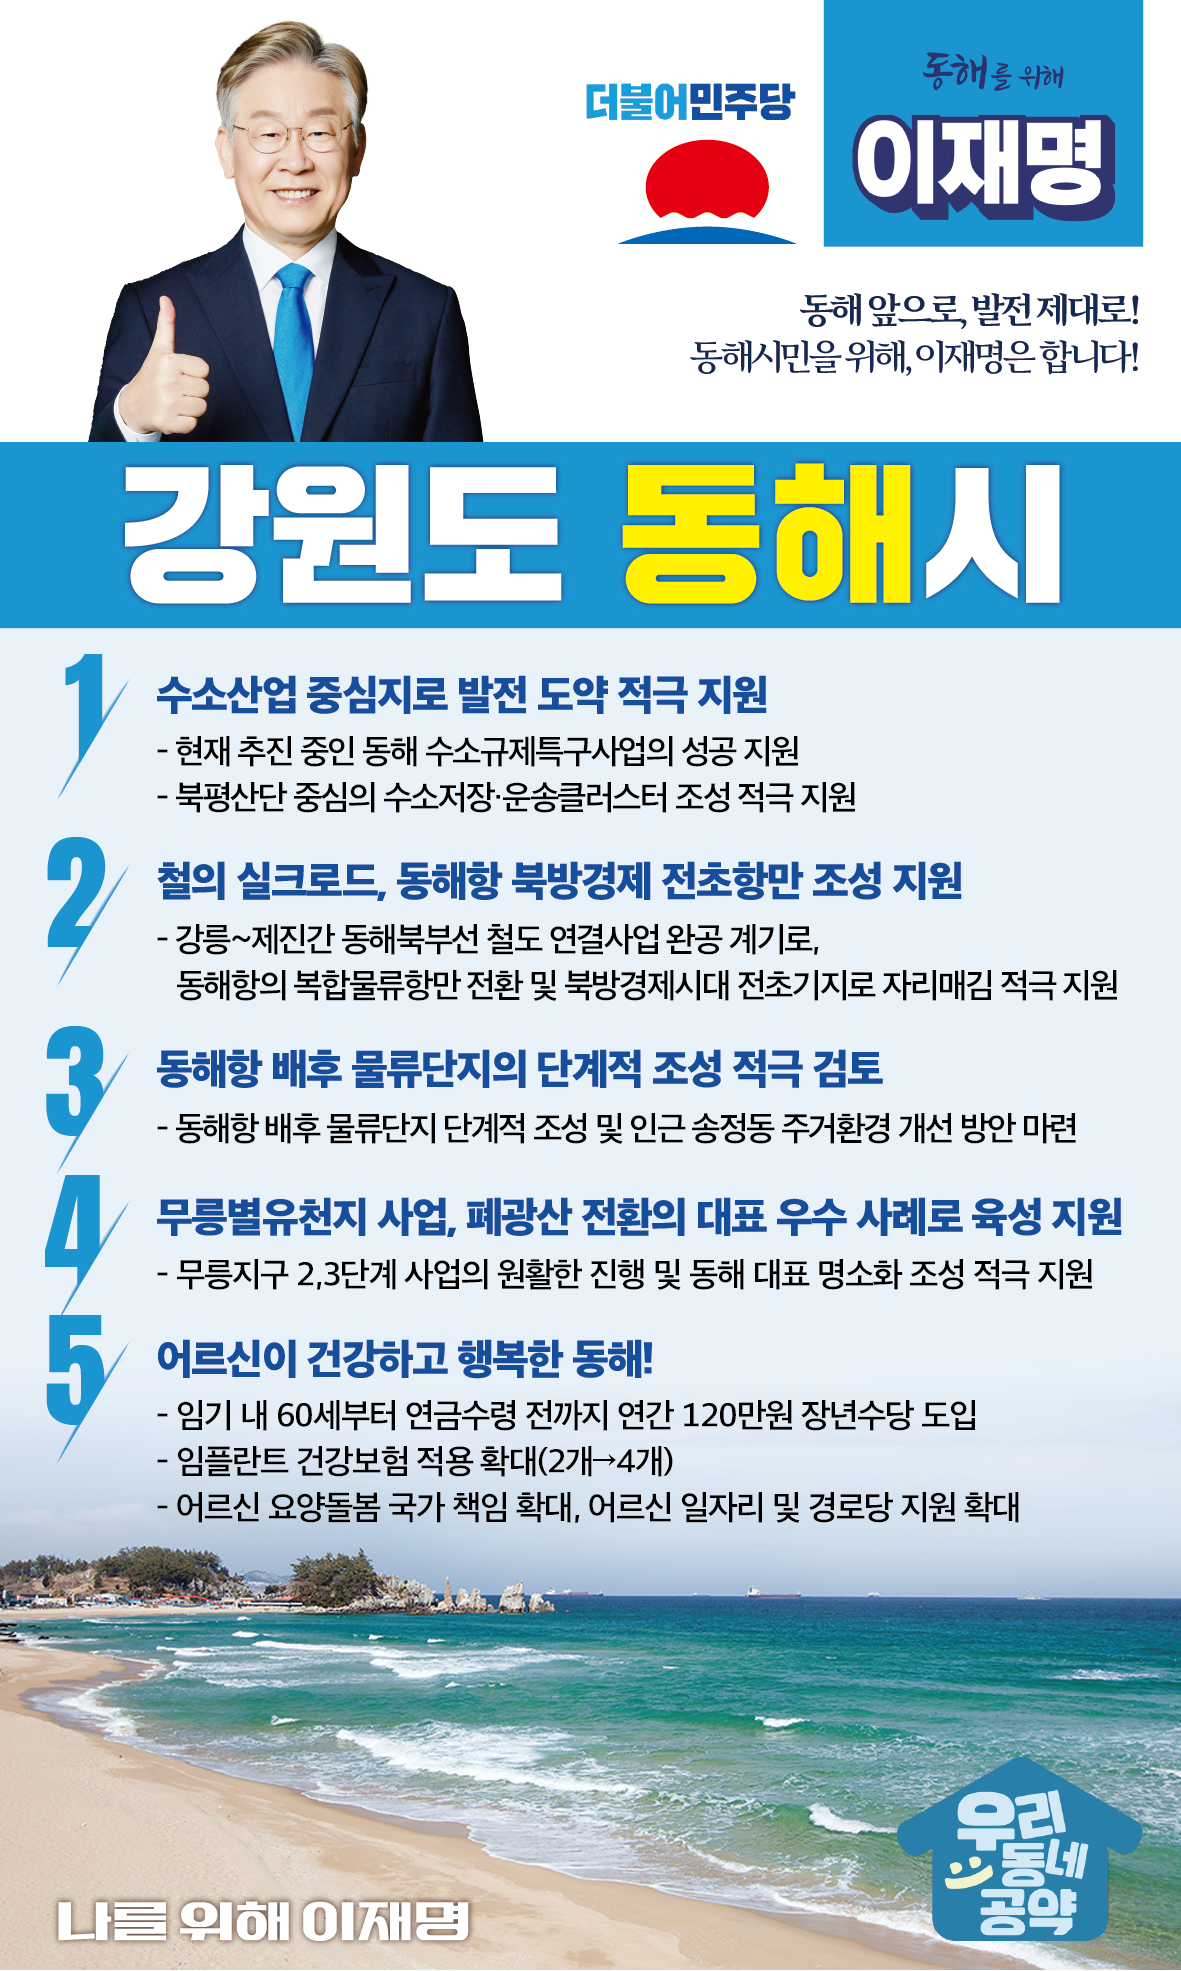 더불어민주당
동해를 위해
이재명
동해 앞으로, 발전 제대로!
동해시민을 위해, 이재명은 합니다!
강원도 동해시
1
수소산업 중심지로 발전 도약 적극 지원
- 현재 추진 중인 동해 수소규제특구사업의 성공 지원
- 북평산단 중심의 수소저장·운송클러스터 조성 적극 지원
2
철의 실크로드, 동해항 북방경제 전초항만 조성 지원
- 강릉~제진간 동해북부선 철도 연결사업 완공 계기로,
동해항의 복합물류항만 전환 및 북방경제시대 전초기지로 자리매김 적극 지원
3
동해항 배후 물류단지의 단계적 조성 적극 검토
- 동해항 배후 물류단지 단계적 조성 및 인근 송정동 주거환경 개선 방안 마련
4
무릉별유천지 사업, 폐광산 전환의 대표 우수 사례로 육성 지원
- 무릉지구 2,3단계 사업의 원활한 진행 및 동해 대표 명소화 조성 적극 지원
5
어르신이 건강하고 행복한 동해!
- 임기 내 60세부터 연금수령 전까지 연간 120만원 장년수당 도입
- 임플란트 건강보험 적용 확대(2개→4개)
- 어르신 요양돌봄 국가 책임 확대, 어르신 일자리 및 경로당 지원 확대
우리
동네
공약
나를 위해 이재명